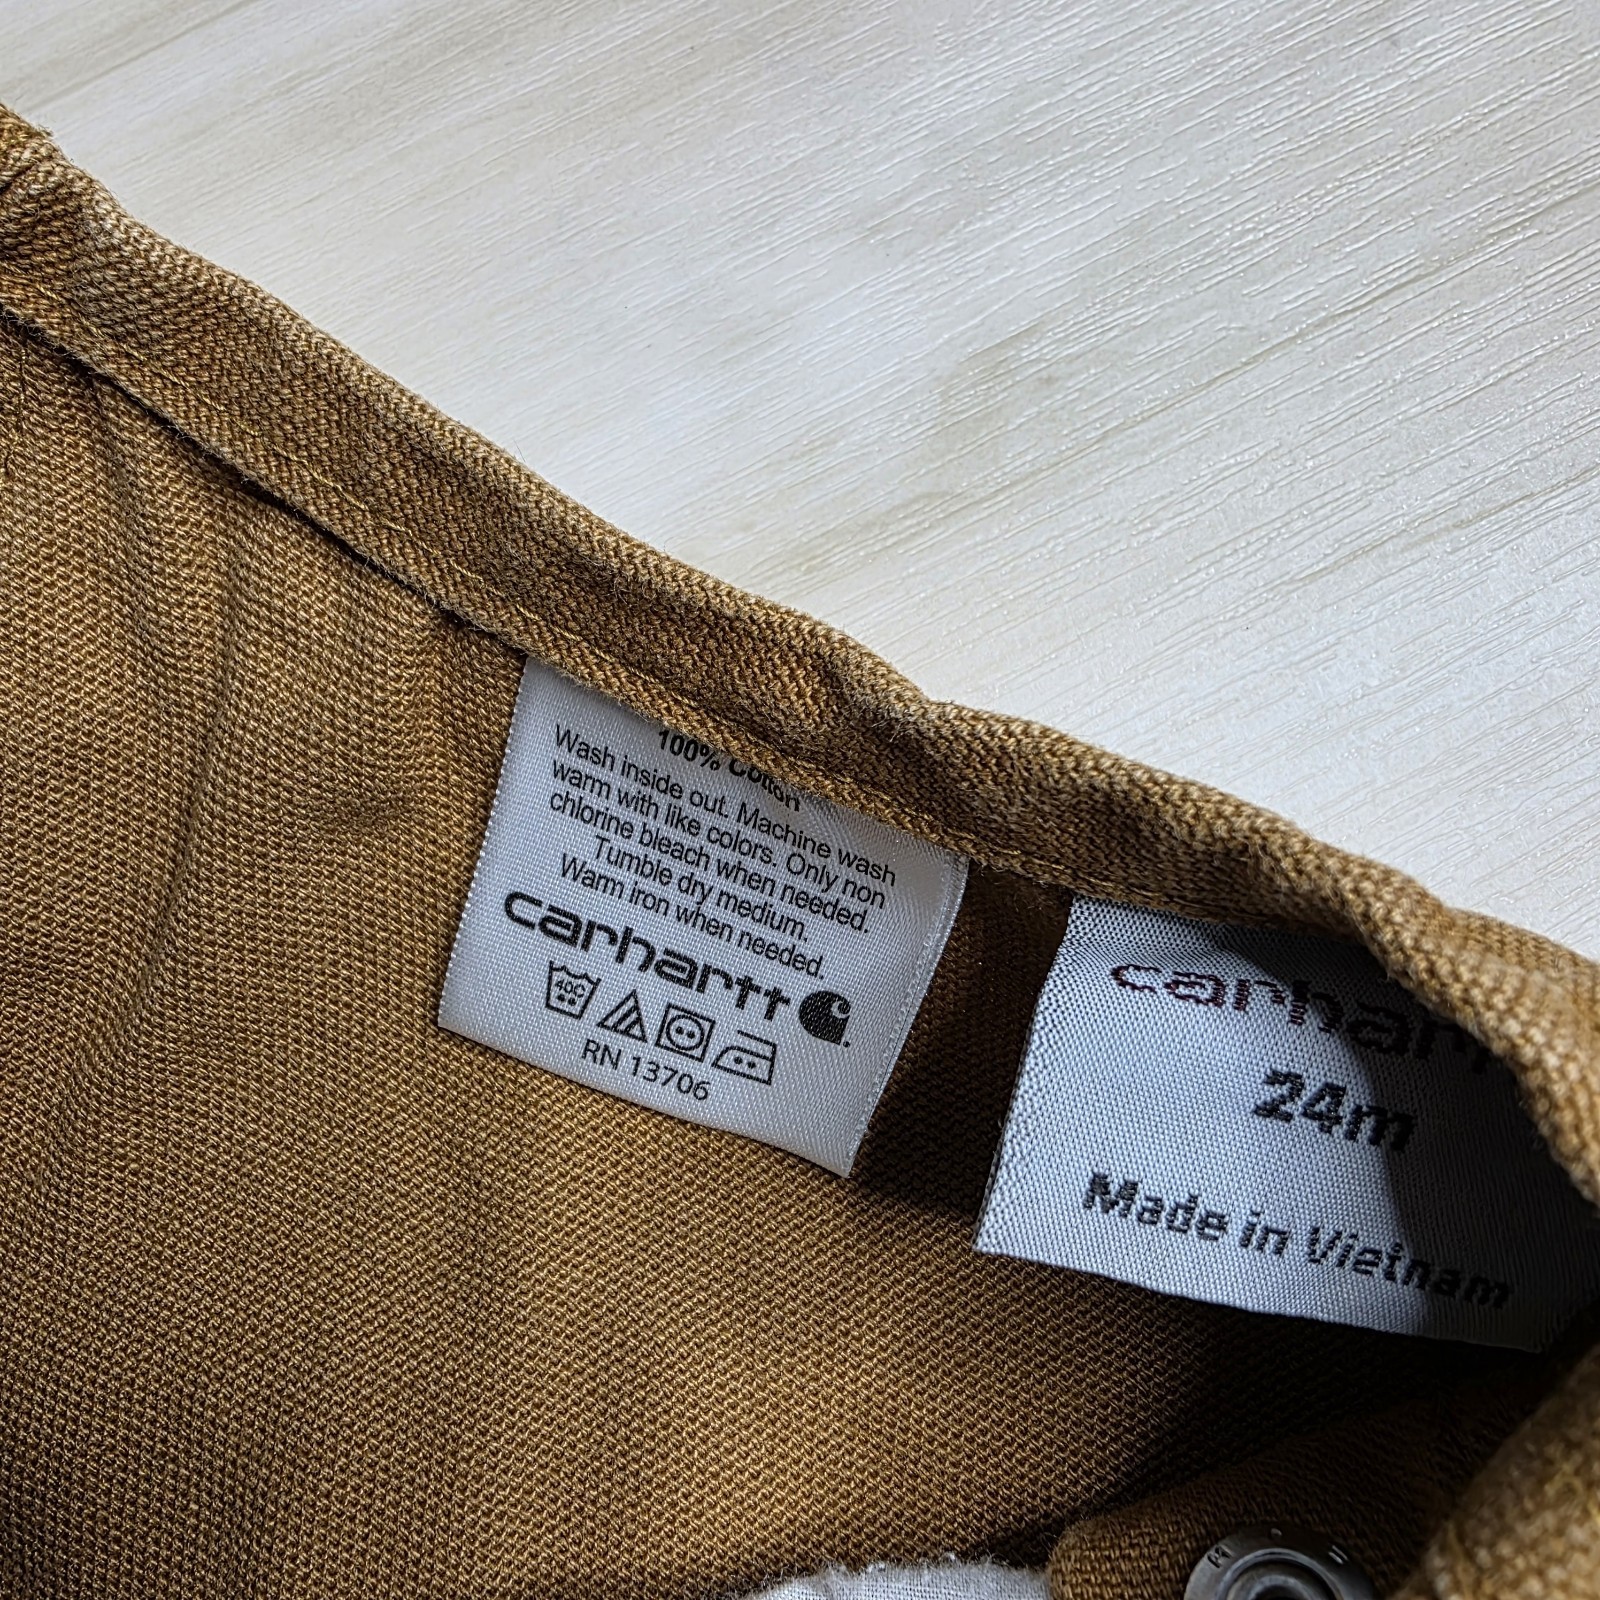 100% Cotton
Wash inside out. Machine wash
warm with like colors. Only non
chlorine bleach when needed.
Tumble dry medium.
Warm iron when needed.
carhartt
40C
RN 13706
carhart
24m
Made in Vietnam